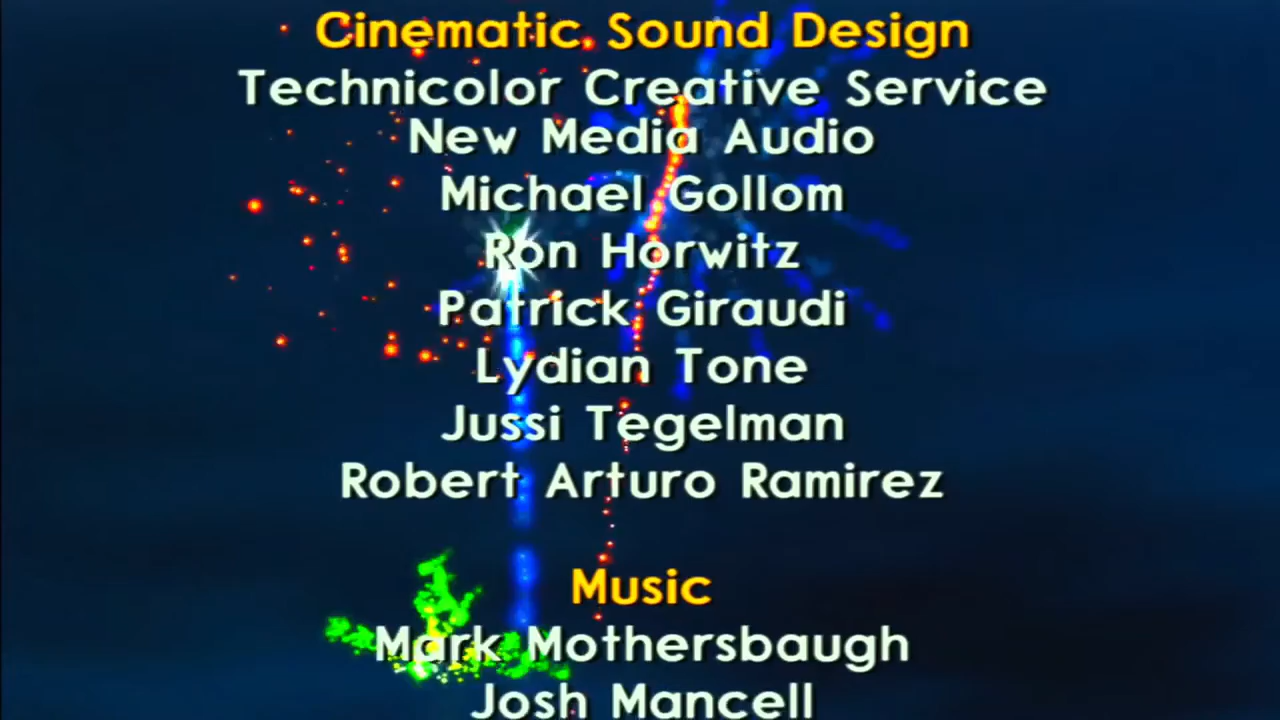 Cinematic Sound Design
Technicolor Creative Service
New Media Audio
Michael Gollom
Ron Horwitz
Patrick Giraudi
Lydian Tone
Jussi Tegelman
Robert Arturo Ramirez
Music
Mark Mothersbaugh
Josh Mancell